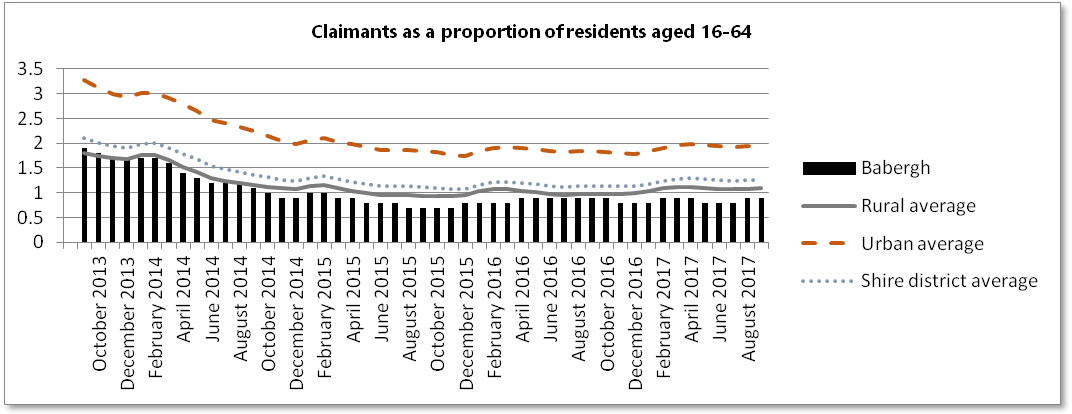 Claimants as a proportion of residents aged 16-64
3.5
3
2.5
2
1.5
1
0.5
0
October 2013
December 2013
February 2014
April 2014
June 2014
August 2014
October 2014
December 2014
February 2015
April 2015
June 2015
August 2015
October 2015
December 2015
February 2016
April 2016
June 2016
August 2016
October 2016
December 2016
February 2017
April 2017
June 2017
August 2017
Babergh
Rural average
Urban average
Shire district average